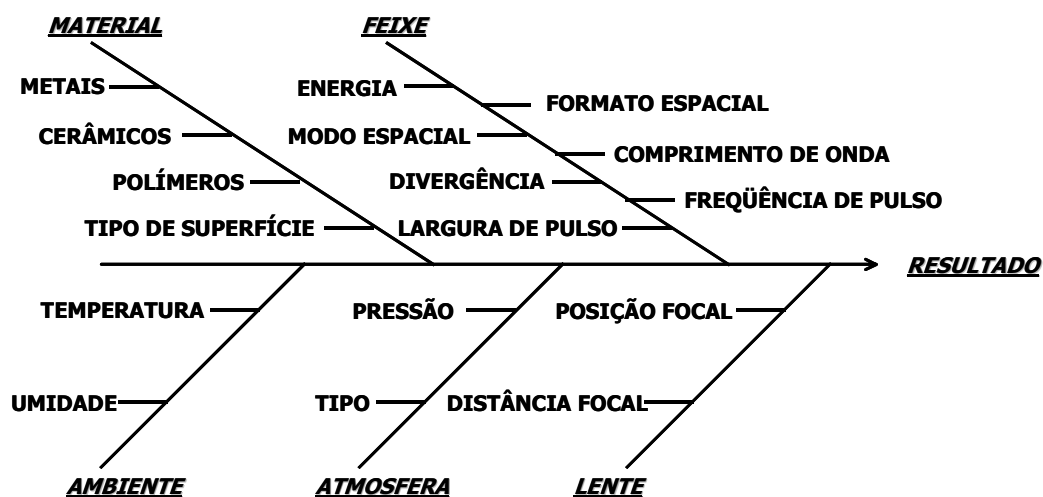 MATERIAL
FEIXE
METAIS
ENERGIA
FORMATO ESPACIAL
CERÂMICOS
MODO ESPACIAL
COMPRIMENTO DE ONDA
POLÍMEROS
DIVERGÊNCIA
FREQÜÊNCIA DE PULSO
TIPO DE SUPERFÍCIE
LARGURA DE PULSO
RESULTADO
TEMPERATURA
PRESSÃO
POSIÇÃO FOCAL
UMIDADE
TIPO
DISTÂNCIA FOCAL
AMBIENTE
ATMOSFERA
LENTE